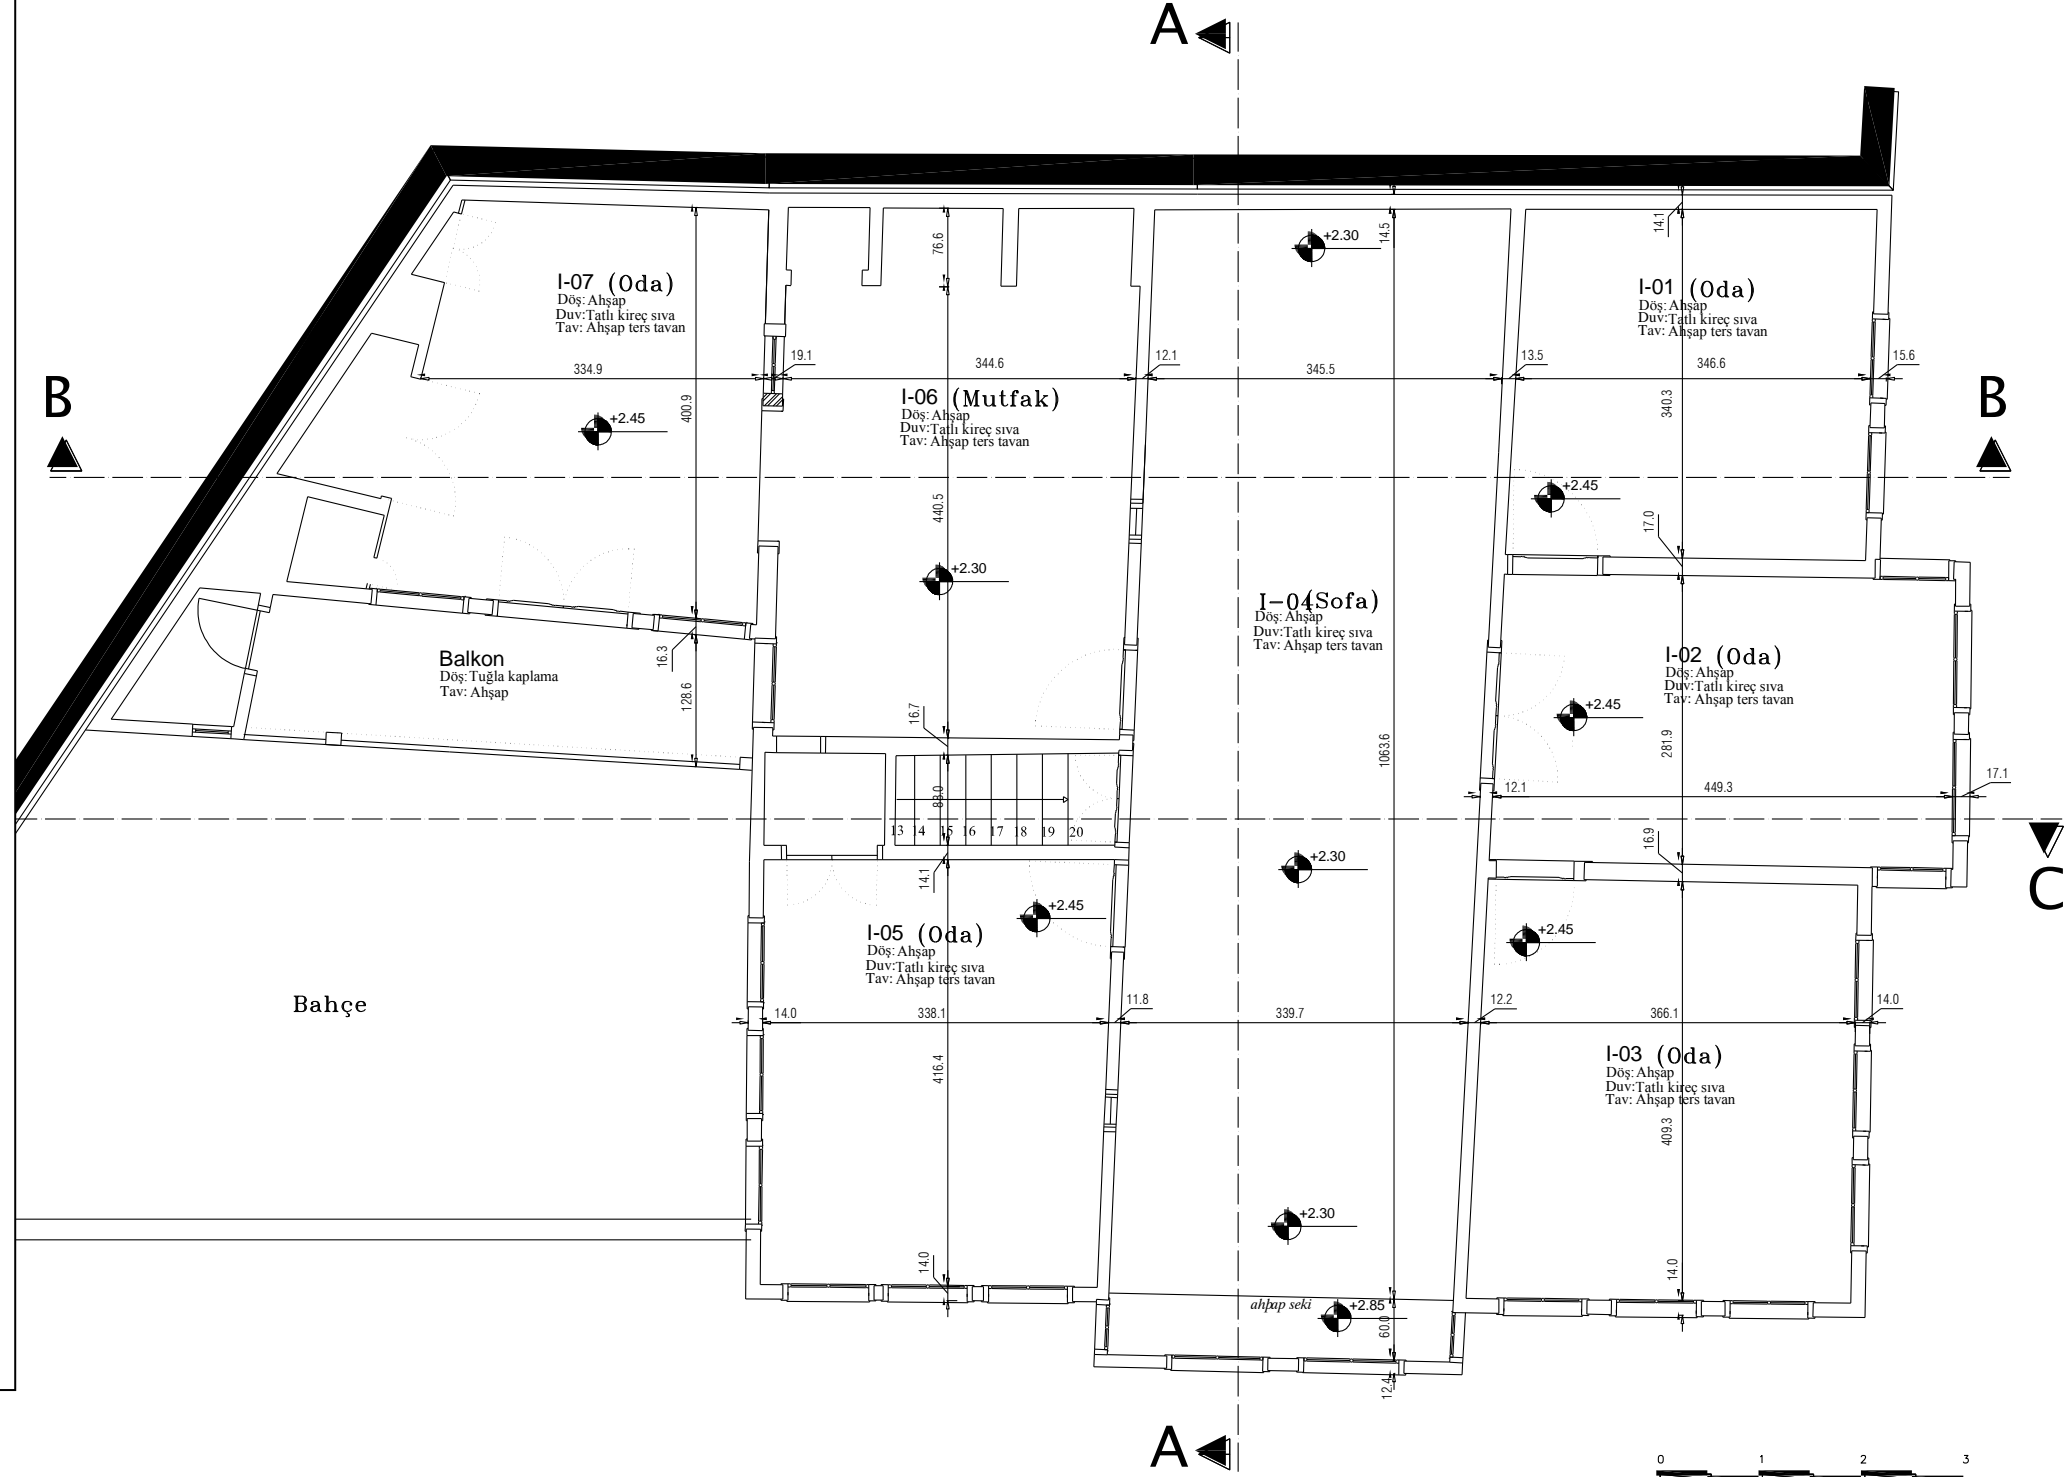 A
+2.30
14.5
14.1
76.6
I-07 (Oda)
Döş: Ahşap
Duv:Tatlı kireç sıva
Tav: Ahşap ters tavan
I-01 (Oda)
Döş: Ahşap
Duv:Tatlı kireç sıva
Tav: Ahşap ters tavan
334.9
19.1
344.6
12.1
345.5
13.5
346.6
15.6
B
B
400.9
+2.45
I-06 (Mutfak)
Döş: Ahşap
Duv:Tatlı kireç sıva
Tav: Ahşap ters tavan
340.3
440.5
+2.45
17.0
+2.30
I-04(Sofa)
Döş: Ahşap
Duv:Tatlı kireç sıva
Tav: Ahşap ters tavan
Balkon
Döş: Tuğla kaplama
Tav: Ahşap
16.3
128.6
I-02 (Oda)
Döş: Ahşap
Duv:Tatlı kireç sıva
Tav: Ahşap ters tavan
+2.45
16.7
1063.6
281.9
12.1
449.3
17.1
88.0
13 14 15 16 17 18 19 20
16.9
14.1
+2.30
C
+2.45
+2.45
I-05 (Oda)
Döş: Ahşap
Duv:Tatlı kireç sıva
Tav: Ahşap ters tavan
Bahçe
14.0
338.1
11.8
339.7
12.2
366.1
14.0
416.4
I-03 (Oda)
Döş: Ahşap
Duv:Tatlı kireç sıva
Tav: Ahşap ters tavan
409.3
+2.30
14.0
14.0
ahþap seki
+2.85
60.0
12.4
A
0 1 2 3